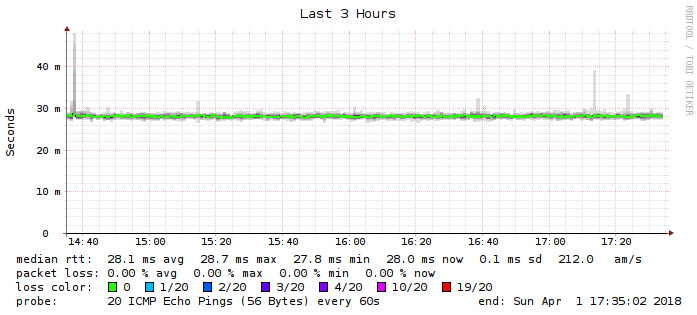 Last 3 Hours
RRDTOOL / TOBI OETIKER
Seconds
40 m
30 m
20 m
10 m
0
14:40 15:00 15:20 15:40 16:00 16:20 16:40 17:00 17:20
median rtt: 28.1 ms avg 28.7 ms max 27.8 ms min 28.0 ms now 0.1 ms sd 212.0 am/s
packet loss: 0.00 % avg 0.00 % max 0.00 % min 0.00 % now
loss color: 0 1/20 2/20 3/20 4/20 10/20 19/20
probe: 20 ICMP Echo Pings (56 Bytes) every 60s end: Sun Apr 1 17:35:02 2018